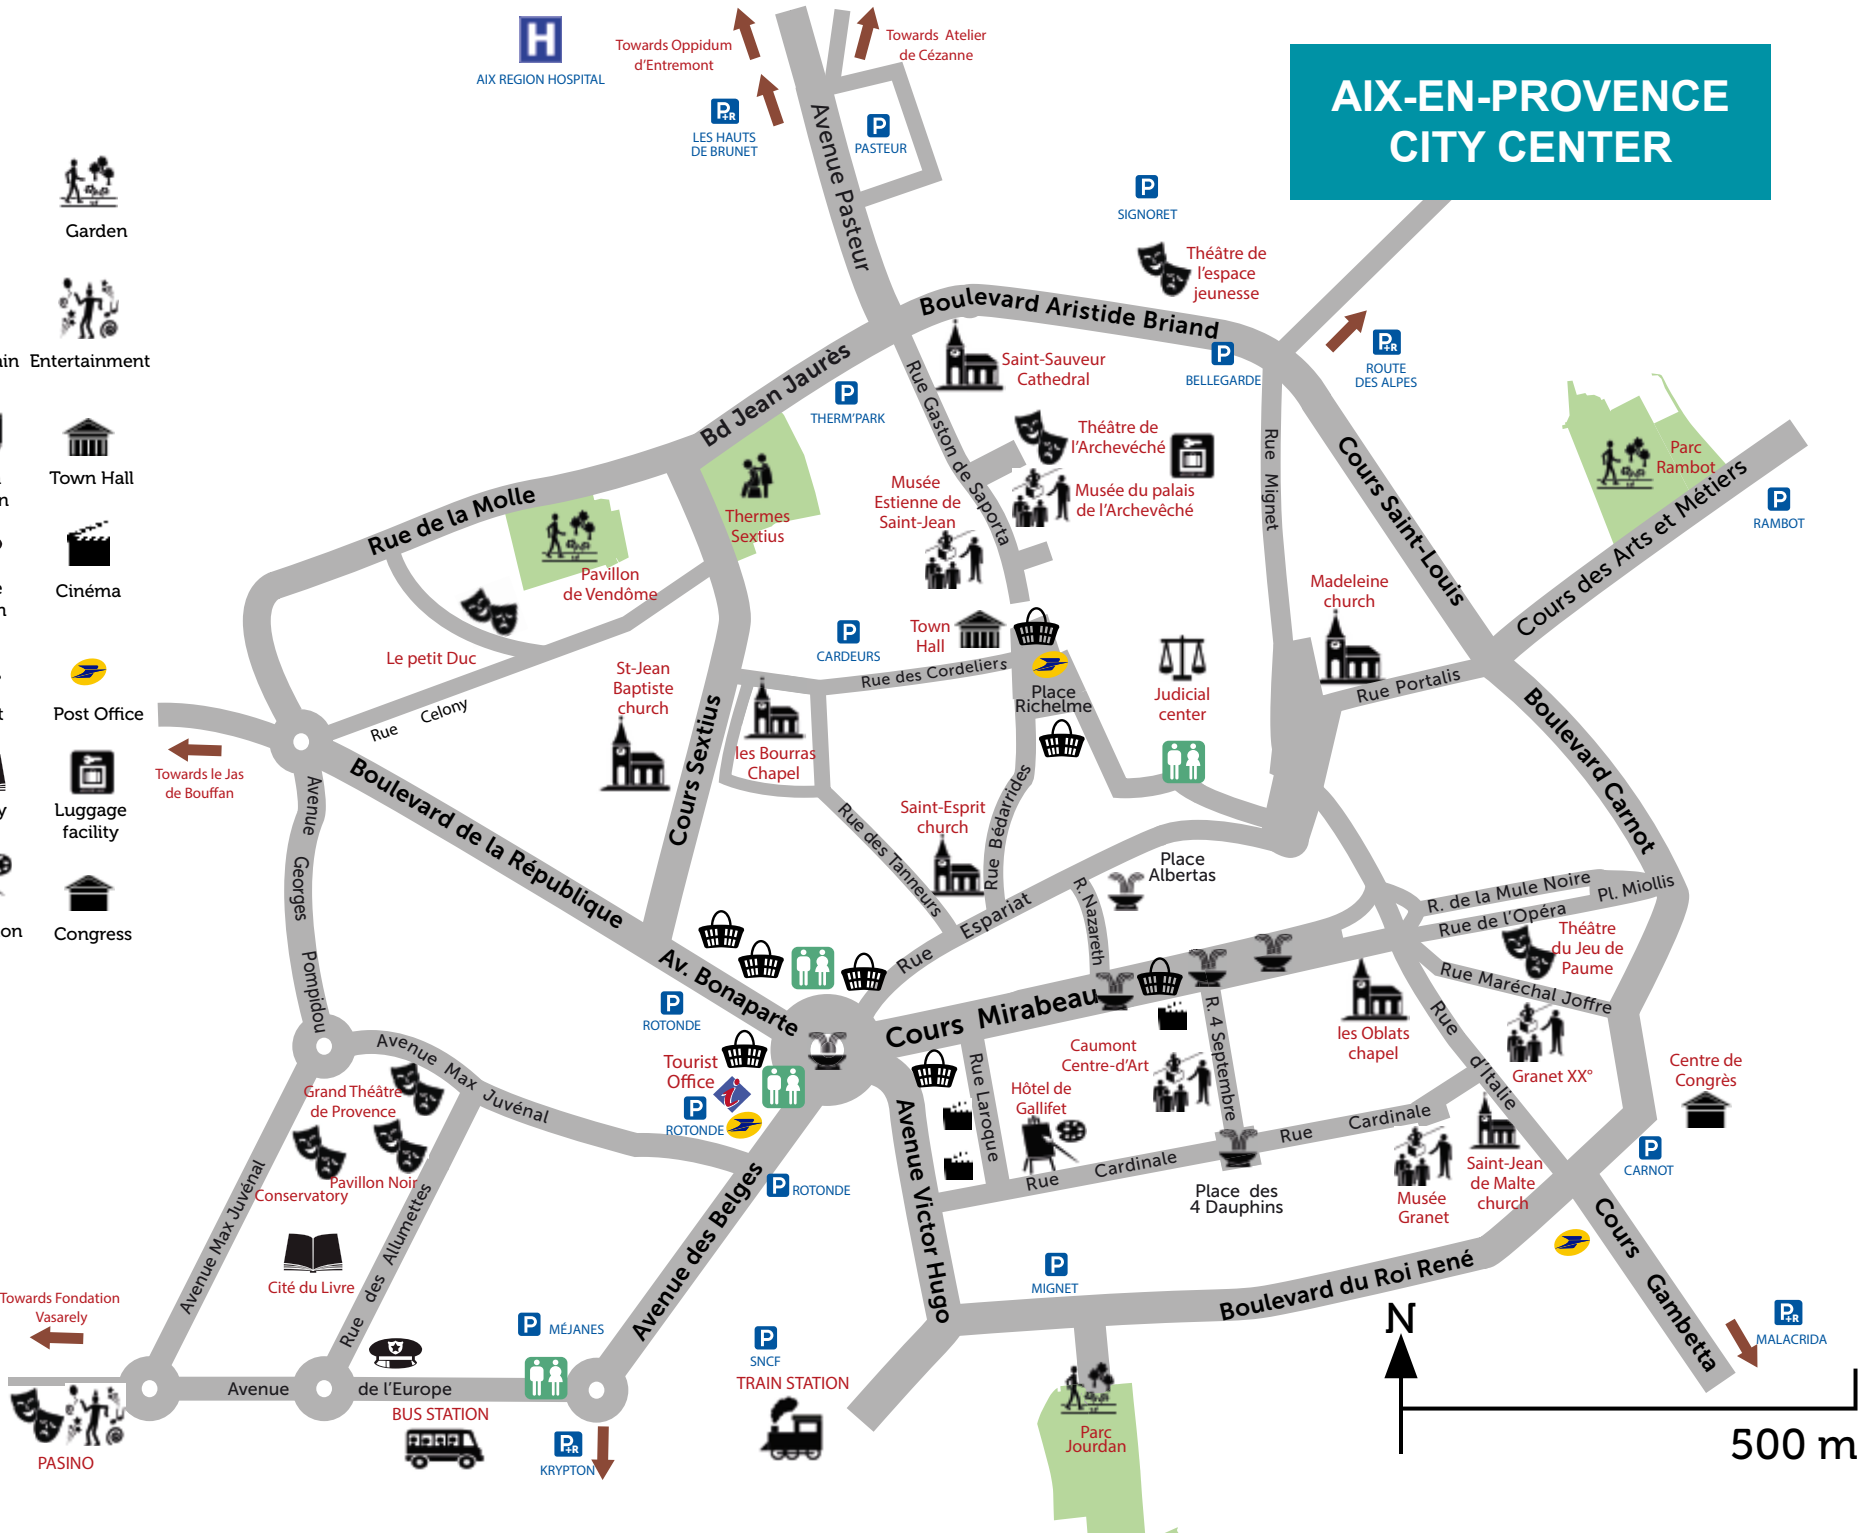 AIX-EN-PROVENCE
CITY CENTER
H
AIX REGION HOSPITAL
Towards Oppidum
d'Entremont
Towards Atelier
de Cézanne
P+R
LES HAUTS
DE BRUNET
P
PASTEUR
Avenue Pasteur
P
SIGNORET
Théâtre de
l'espace
jeunesse
Boulevard Aristide Briand
Garden
Entertainment
Town Hall
Cinéma
Post Office
Luggage
facility
Congress
Bd Jean Jaurès
P
THERM'PARK
Saint-Sauveur
Cathedral
P
BELLEGARDE
P+R
ROUTE
DES ALPES
Rue Gaston de Saporta
Théâtre de
l'Archevéché
Musée du palais
de l'Archevêché
Musée
Estienne de
Saint-Jean
Rue Mignet
Cours Saint-Louis
Parc
Rambot
Cours des Arts et Métiers
P
RAMBOT
Rue de la Molle
Thermes
Sextius
Pavillon
de Vendôme
Le petit Duc
Rue Celony
St-Jean
Baptiste
church
Cours Sextius
P
CARDEURS
Town
Hall
Rue des Cordeliers
Place
Richelme
Judicial
center
Madeleine
church
Rue Portalis
Boulevard Carnot
les Bourras
Chapel
Towards le Jas
de Bouffan
Boulevard de la République
Avenue Georges Pompidou
Rue des Tanneurs
Saint-Esprit
church
Rue Bédarrides
Rue Espariat
R. Nazareth
Place
Albertas
R. de la Mule Noire
Pl. Miollis
Rue de l'Opéra
Théâtre
du Jeu de
Paume
Rue Maréchal Joffre
Av. Bonaparte
P
ROTONDE
Cours Mirabeau
Tourist
Office
i
P
ROTONDE
P
ROTONDE
Rue Laroque
Hôtel de
Gallifet
Caumont
Centre-d'Art
R. 4 Septembre
les Oblats
chapel
Rue d'Italie
Granet XX°
Centre de
Congrès
P
CARNOT
Avenue Max Juvénal
Grand Théâtre
de Provence
Conservatory
Pavillon Noir
Cité du Livre
Avenue Max Juvénal
Rue des Allumettes
Avenue des Belges
Avenue Victor Hugo
Rue Cardinale
Rue Cardinale
Place des
4 Dauphins
Musée
Granet
Saint-Jean
de Malte
church
Cours Gambetta
Boulevard du Roi René
P
MIGNET
Towards Fondation
Vasarely
PASINO
Avenue de l'Europe
BUS STATION
P
MÉJANES
P+R
KRYPTON
P
SNCF
TRAIN STATION
Parc
Jourdan
P+R
MALACRIDA
N
500 m